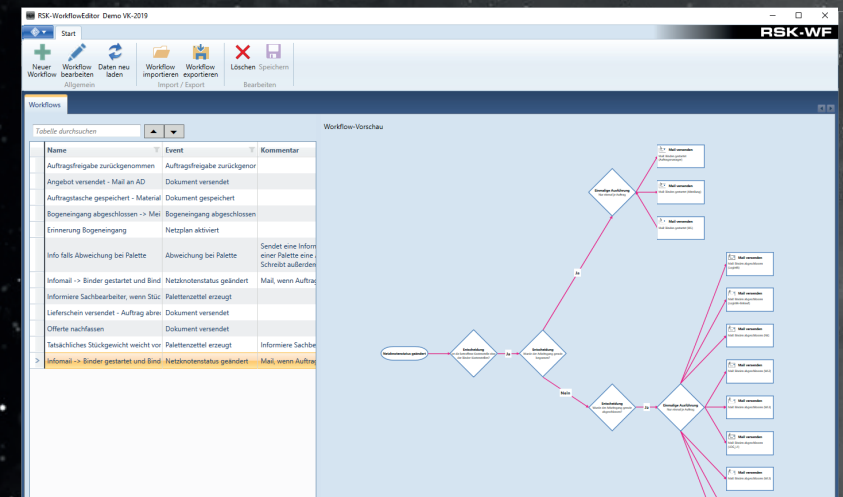 RSK-WorkflowEditor Demo VK-2019
Start
RSK-WF
Neuer Workflow
Workflow bearbeiten
Daten neu laden
Workflow importieren
Workflow exportieren
Löschen
Speichern
Allgemein
Import / Export
Bearbeiten
Workflows
Tabelle durchsuchen
Workflow-Vorschau
Name Event Kommentar
Auftragsfreigabe zurückgenommen Auftragsfreigabe zurückgenor
Angebot versendet - Mail an AD Dokument versendet
Auftragstasche gespeichert - Material Dokument gespeichert
Bogeneingang abgeschlossen -> Mei Bogeneingang abgeschlossen
Erinnerung Bogeneingang Netzplan aktiviert
Info falls Abweichung bei Palette Abweichung bei Palette Sendet eine Inform
einer Palette eine
Schreibt außerden
Infomail -> Binder gestartet und Bind Netzknotenstatus geändert Mail, wenn Auftrag
Informiere Sachbearbeiter, wenn Stüc Palettenzettel erzeugt
Lieferschein versendet - Auftrag abrec Dokument versendet
Offerte nachfassen Dokument versendet
Tatsächliches Stückgewicht weicht vor Palettenzettel erzeugt Informiere Sachbe
Infomail -> Binder gestartet und Bind Netzknotenstatus geändert Mail, wenn Auftrag
Netzknotenstatus geändert
Entscheidung
Ja
Entscheidung
Ja
Einmalige Ausführung
Mail versenden
Mail versenden
Mail versenden
Nein
Entscheidung
Ja
Einmalige Ausführung
Mail versenden
Mail versenden
Mail versenden
Mail versenden
Mail versenden
Mail versenden
Mail versenden